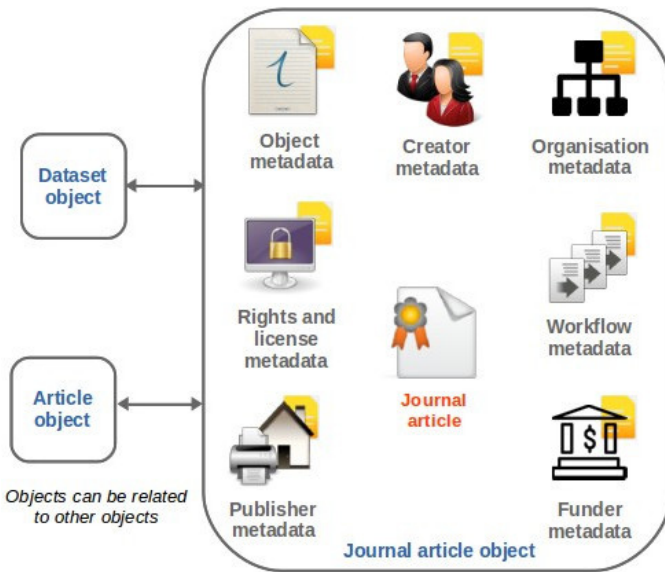 Object
metadata
Creator
metadata
Organisation
metadata
Dataset
object
Rights and
license
metadata
Journal
article
Workflow
metadata
Article
object
Objects can be related
to other objects
Publisher
metadata
$
Funder
metadata
Journal article object